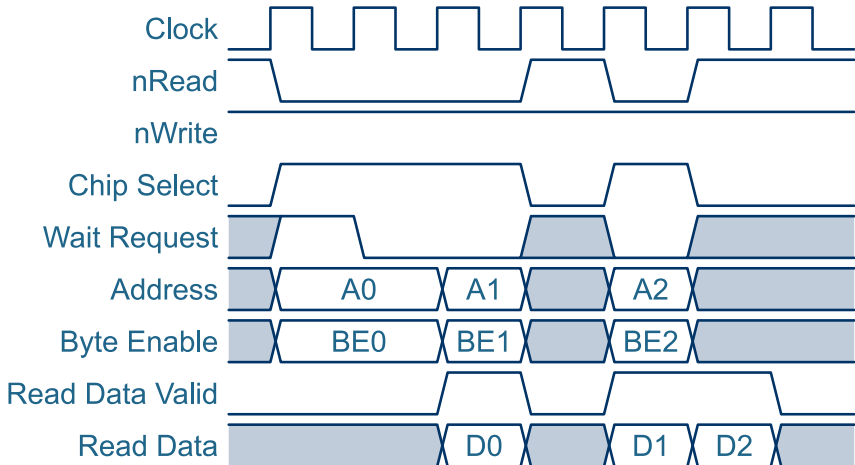 Clock
nRead
nWrite
Chip Select
Wait Request
Address A0 A1 A2
Byte Enable BE0 BE1 BE2
Read Data Valid
Read Data D0 D1 D2